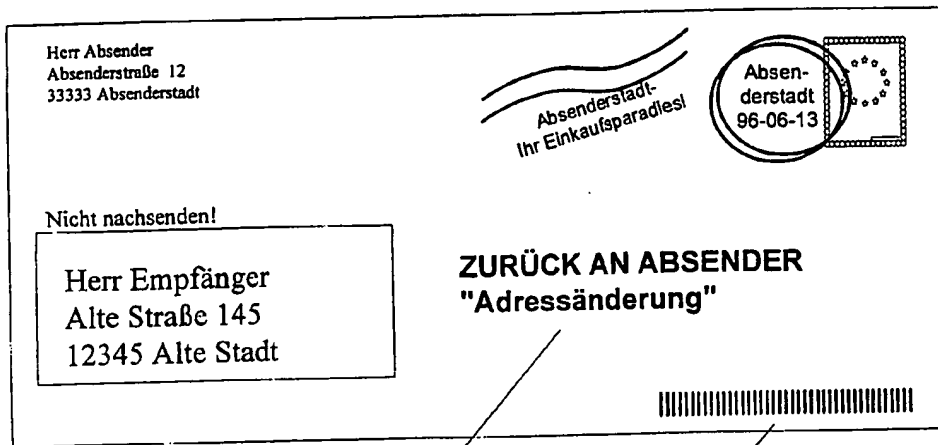 Herr Absender
Absenderstraße 12
33333 Absenderstadt
Absenderstadt-
Ihr Einkaufsparadies!
Absen-
derstadt
96-06-13
Nicht nachsenden!
Herr Empfänger
Alte Straße 145
12345 Alte Stadt
ZURÜCK AN ABSENDER
"Adressänderung"